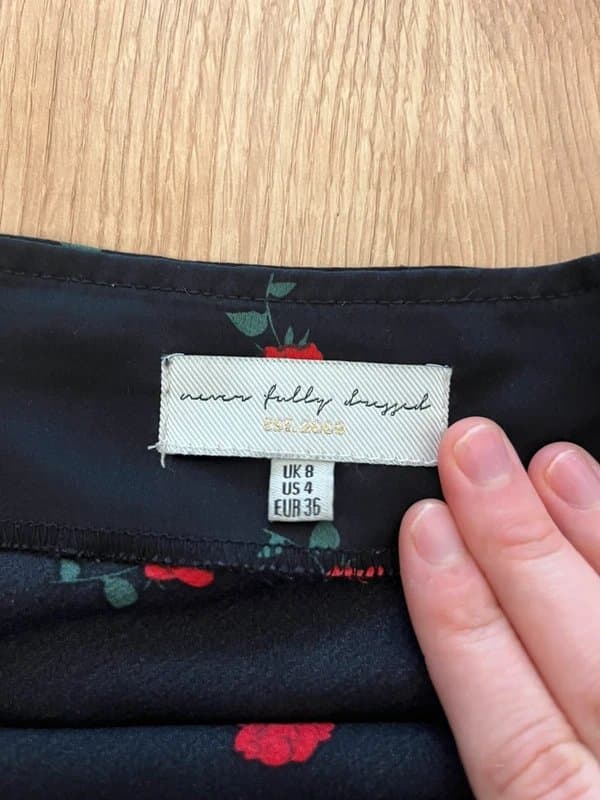 never fully dressed
EST. 2009
UK 8
US 4
EUR 36